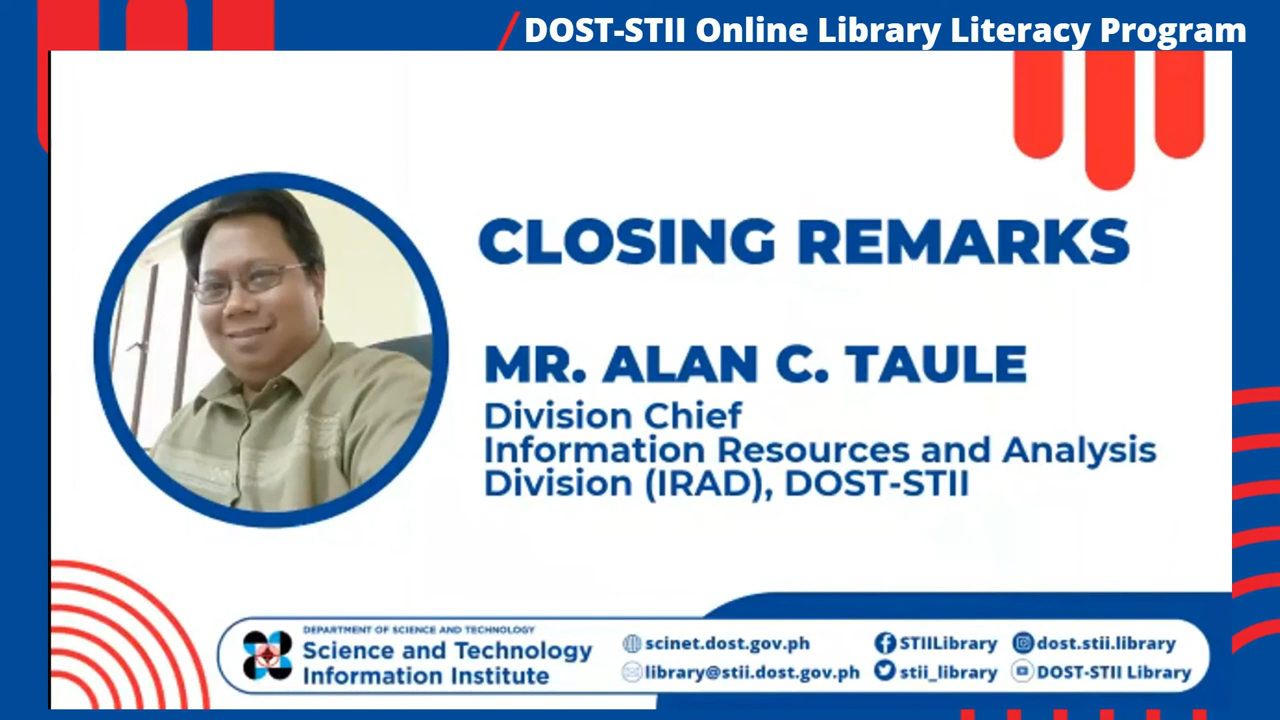 DOST-STII Online Library Literacy Program
CLOSING REMARKS
MR. ALAN C. TAULE
Division Chief
Information Resources and Analysis
Division (IRAD), DOST-STII
DEPARTMENT OF SCIENCE AND TECHNOLOGY
Science and Technology
Information Institute
scinet.dost.gov.ph
library@stii.dost.gov.ph
STIILibrary
stii_library
dost.stii.library
DOST-STII Library